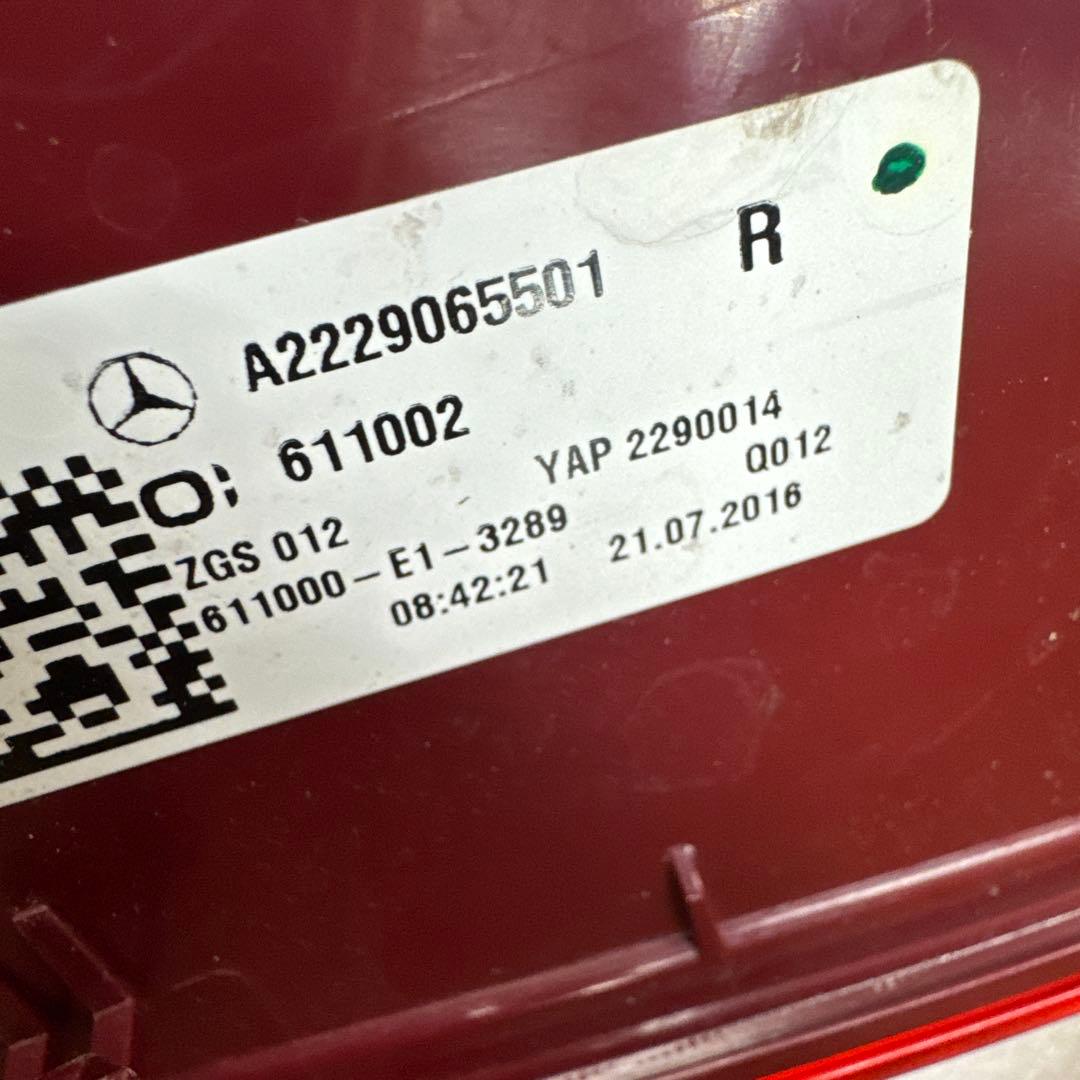 A2229065501 R
611002
YAP 2290014
ZGS 012
Q012
611000-E1-3289
08:42:21 21.07.2016